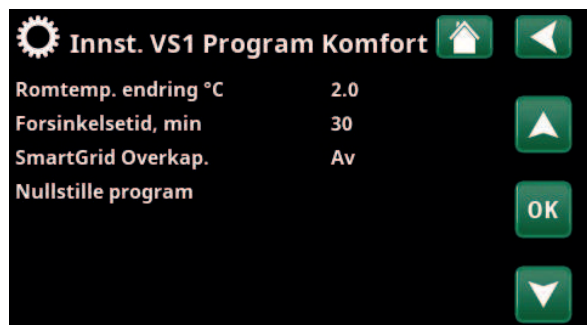 Innst. VS1 Program Komfort
Romtemp. endring °C 2.0
Forsinkelsetid, min 30
SmartGrid Overkap. Av
Nullstille program
OK